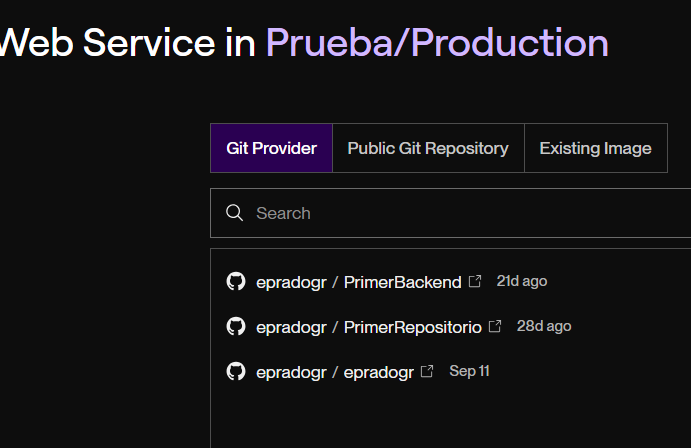 Web Service in Prueba/Production
Git Provider Public Git Repository Existing Image
Search
epradogr / PrimerBackend 21d ago
epradogr / PrimerRepositorio 28d ago
epradogr / epradogr Sep 11